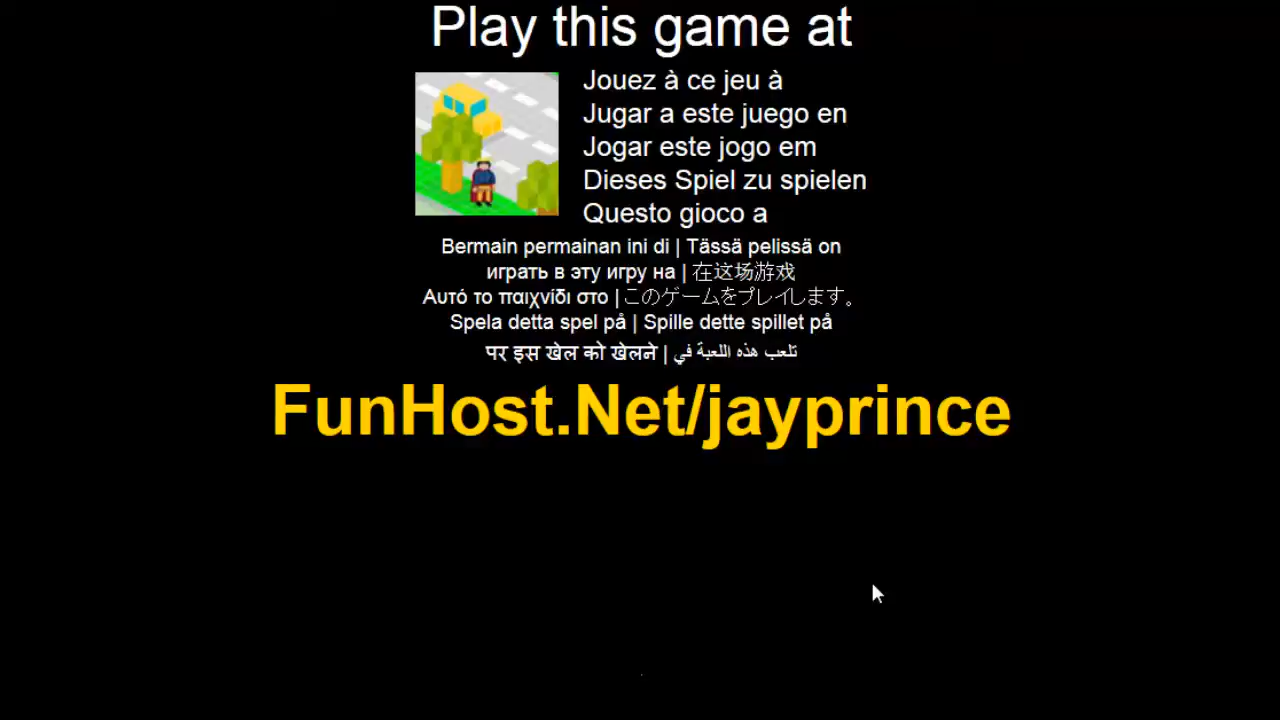 Play this game at
Jouez à ce jeu à
Jugar a este juego en
Jogar este jogo em
Dieses Spiel zu spielen
Questo gioco a
Bermain permainan ini di | Tässä pelissä on
играть в эту игру на | 在这场游戏
Αυτό το παιχνίδι στο | このゲームをプレイします。
Spela detta spel på | Spille dette spillet på
पर इस खेल को खेलने | تلعب هذه اللعبة في
FunHost.Net/jayprince